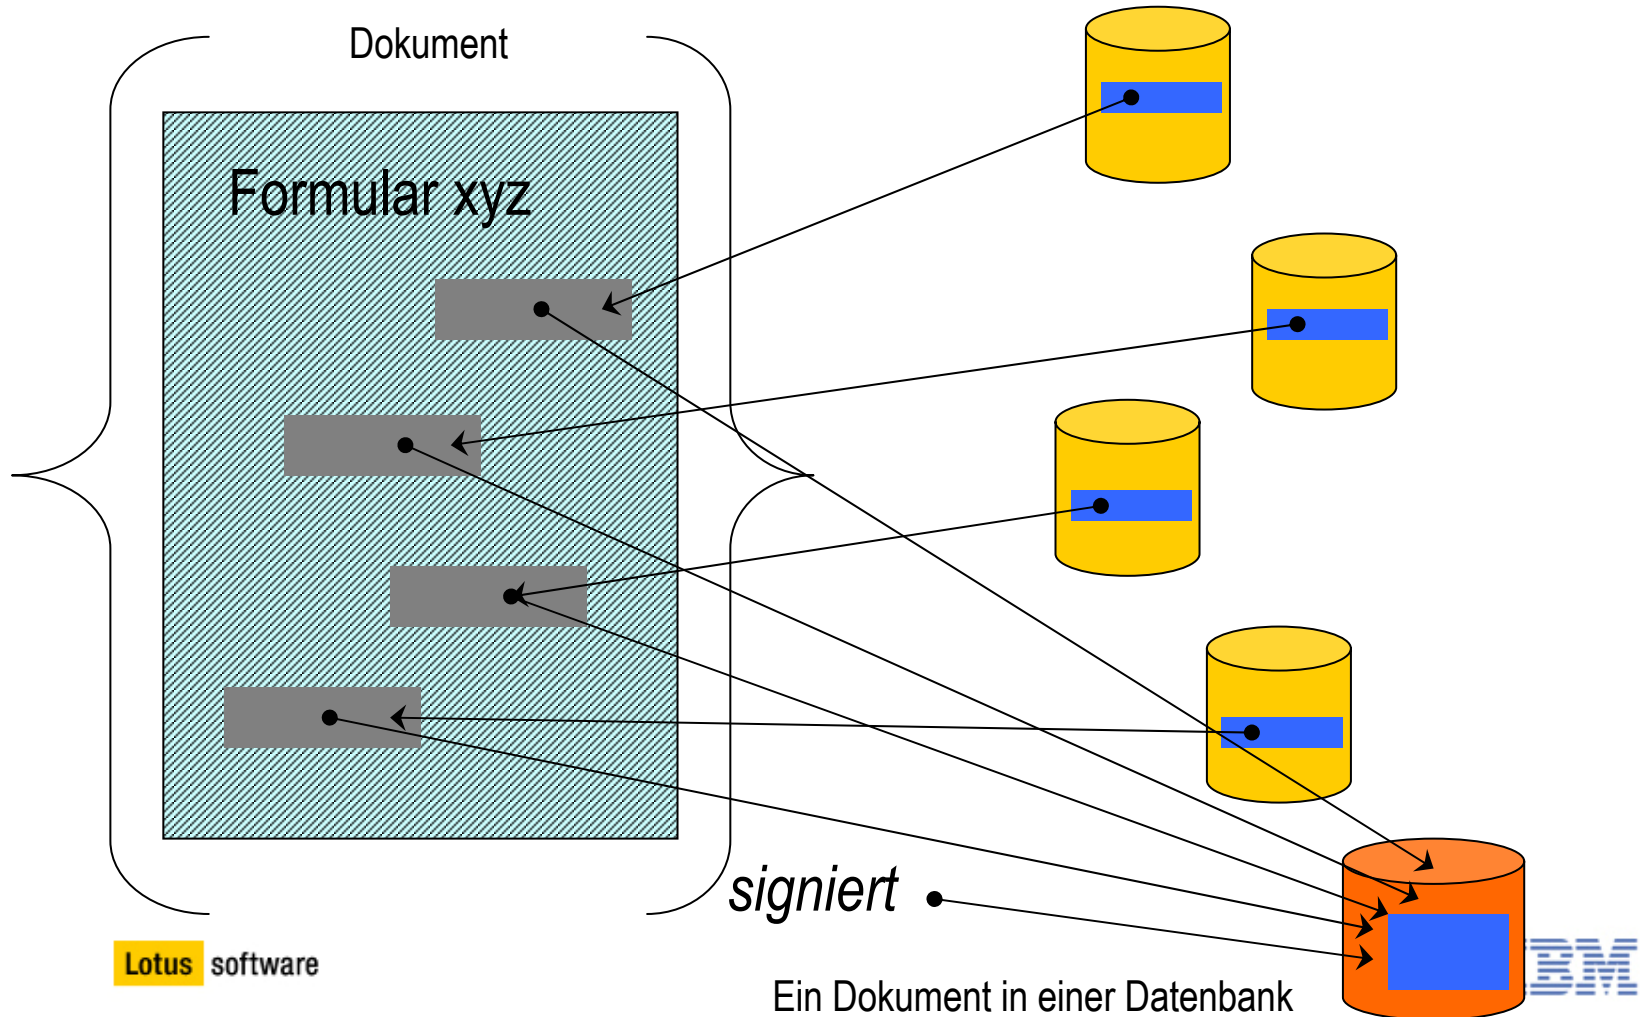 Dokument
Formular xyz
signiert
Lotus software
Ein Dokument in einer Datenbank
IBM